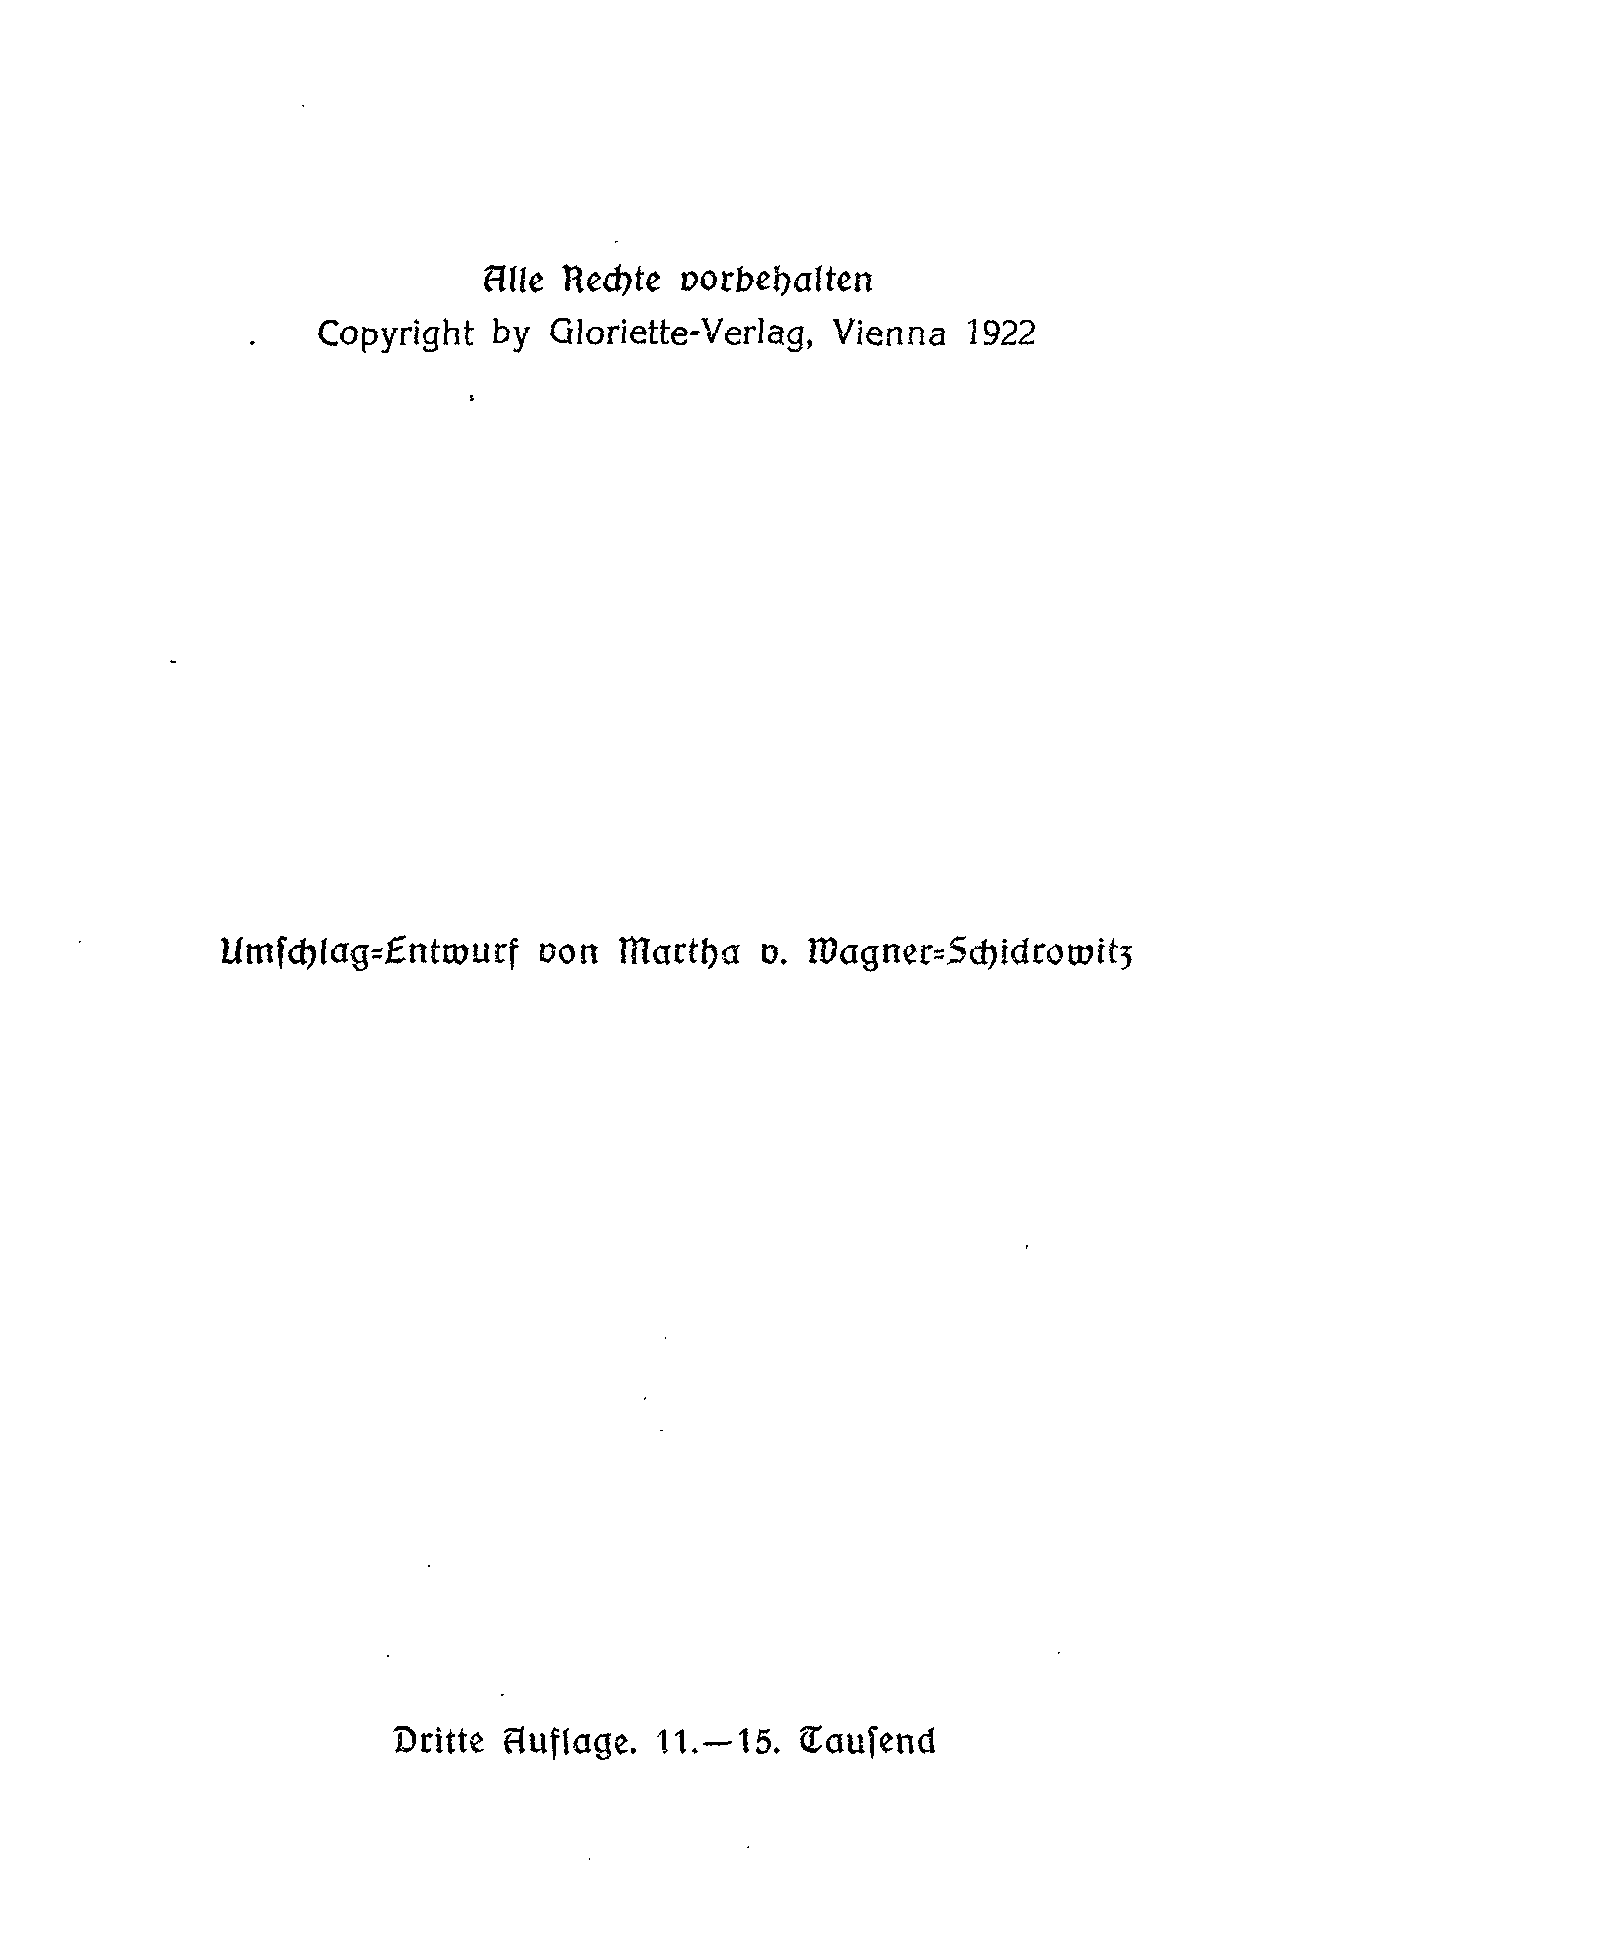 Alle Rechte vorbehalten
Copyright by Gloriette-Verlag, Vienna 1922
Umſchlag=Entwurf von Martha v. Wagner=Schidrowitz
Dritte Auflage. 11.—15. Tauſend